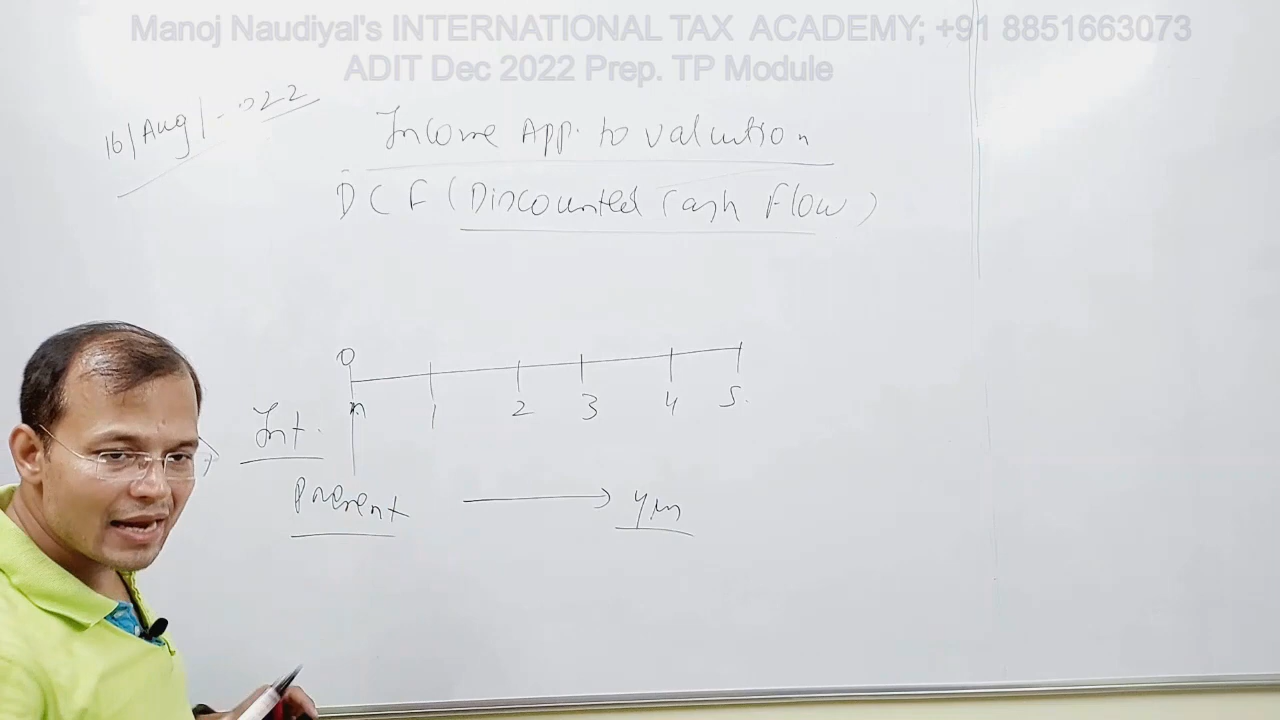 Manoj Naudiyal's INTERNATIONAL TAX ACADEMY; +91 8851663073
ADIT Dec 2022 Prep. TP Module
16/Aug/2022
Income App. to valuation
DCF (Discounted Cash Flow)
0
1 2 3 4 5
Int.
Present